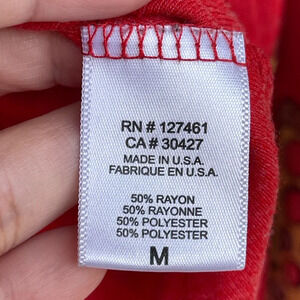 RN # 127461
CA # 30427
MADE IN U.S.A.
FABRIQUE EN U.S.A.
50% RAYON
50% RAYONNE
50% POLYESTER
50% POLYESTER
M